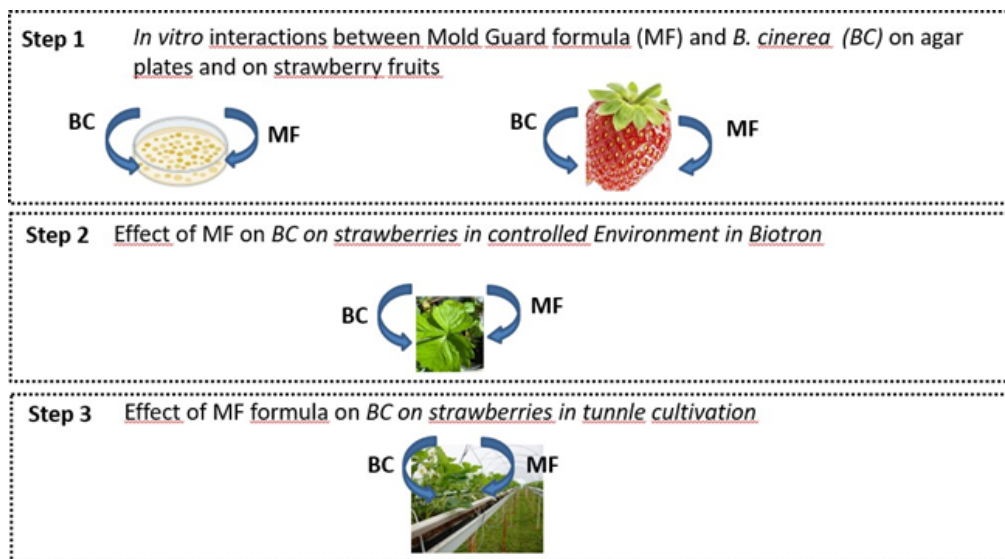 Step 1 In vitro interactions between Mold Guard formula (MF) and B. cinerea (BC) on agar
plates and on strawberry fruits
BC MF BC MF
Step 2 Effect of MF on BC on strawberries in controlled Environment in Biotron
BC MF
Step 3 Effect of MF formula on BC on strawberries in tunnle cultivation
BC MF